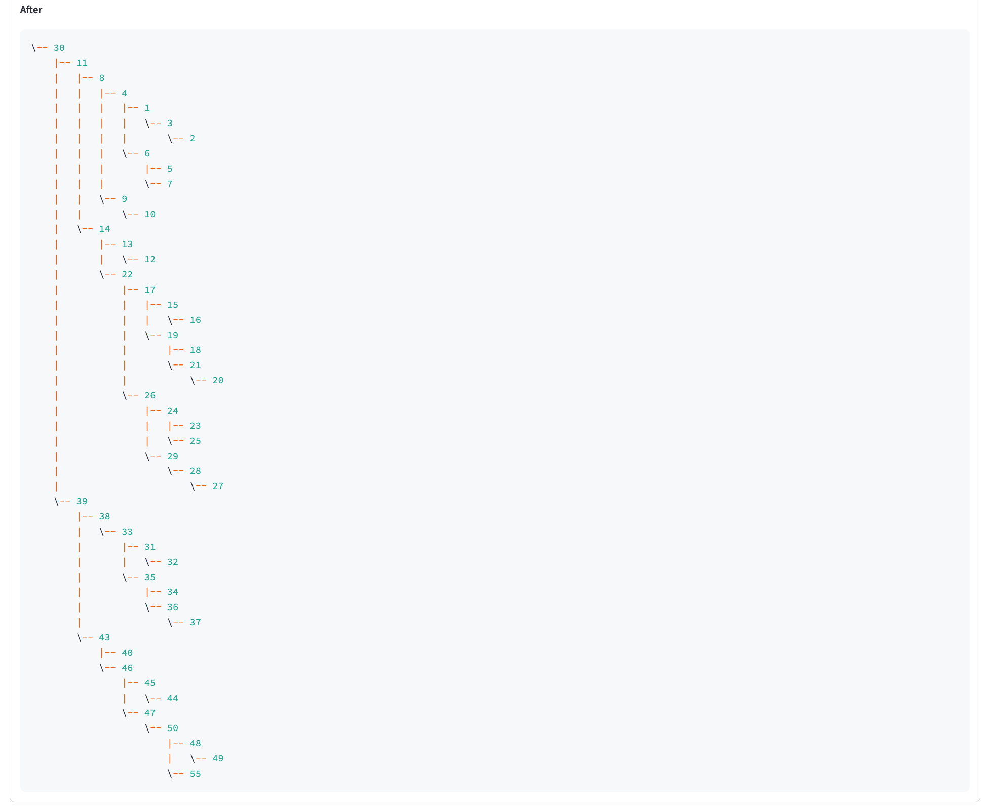 After
\-- 30
    |-- 11
    |   |-- 8
    |   |   |-- 4
    |   |   |   |-- 1
    |   |   |   |   \-- 3
    |   |   |   |       \-- 2
    |   |   |   \-- 6
    |   |   |       |-- 5
    |   |   |       \-- 7
    |   |   \-- 9
    |   |       \-- 10
    |   \-- 14
    |       |-- 13
    |       |   \-- 12
    |       \-- 22
    |           |-- 17
    |           |   |-- 15
    |           |   |   \-- 16
    |           |   \-- 19
    |           |       |-- 18
    |           |       \-- 21
    |           |           \-- 20
    |           \-- 26
    |               |-- 24
    |               |   |-- 23
    |               |   \-- 25
    |               \-- 29
    |                   \-- 28
    |                       \-- 27
    \-- 39
        |-- 38
        |   \-- 33
        |       |-- 31
        |       |   \-- 32
        |       \-- 35
        |           |-- 34
        |           \-- 36
        |               \-- 37
        \-- 43
            |-- 40
            \-- 46
                |-- 45
                |   \-- 44
                \-- 47
                    \-- 50
                        |-- 48
                        |   \-- 49
                        \-- 55